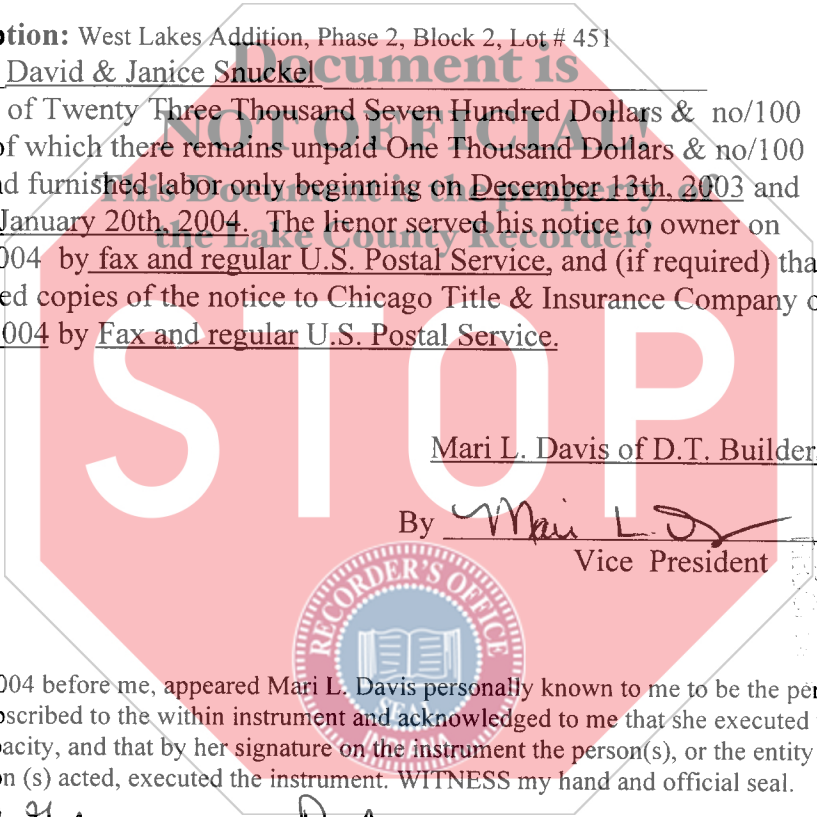 tion: West Lakes Addition, Phase 2, Block 2, Lot # 451
David & Janice Snuckel
Document is
of Twenty Three Thousand Seven Hundred Dollars & no/100
NOT OFFICIAL!
of which there remains unpaid One Thousand Dollars & no/100
nd furnished labor only beginning on December 13th, 2003 and
This Document is the property of
January 20th, 2004. The lienor served his notice to owner on
the Lake County Recorder!
004 by fax and regular U.S. Postal Service, and (if required) tha
ed copies of the notice to Chicago Title & Insurance Company o
004 by Fax and regular U.S. Postal Service.
STOP
Mari L. Davis of D.T. Builder
By Mari L. D
Vice President
RECORDER'S OFFICE
SEAL
INDIANA
004 before me, appeared Mari L. Davis personally known to me to be the per
bscribed to the within instrument and acknowledged to me that she executed
pacity, and that by her signature on the instrument the person(s), or the entity
n (s) acted, executed the instrument. WITNESS my hand and official seal.